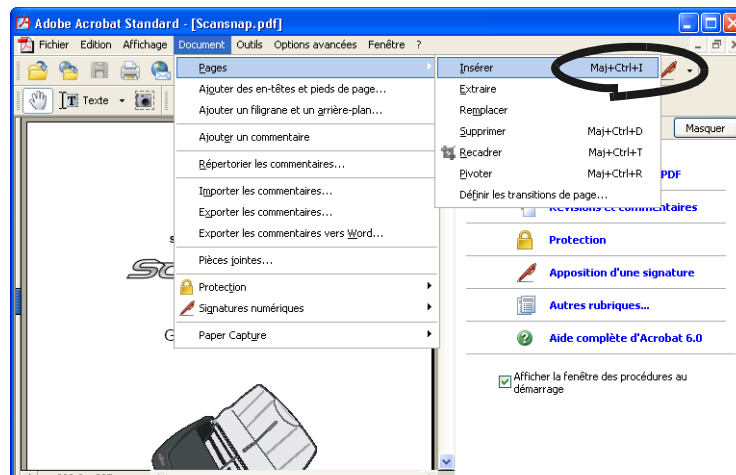 Adobe Acrobat Standard - [Scansnap.pdf]
Fichier Edition Affichage Document Outils Options avancées Fenêtre ?
Pages
Ajouter des en-têtes et pieds de page...
Ajouter un filigrane et un arrière-plan...
Ajouter un commentaire
Répertorier les commentaires...
Importer les commentaires...
Exporter les commentaires...
Exporter les commentaires vers Word...
Pièces jointes...
Protection
Signatures numériques
Paper Capture
Insérer Maj+Ctrl+I
Extraire
Remplacer
Supprimer Maj+Ctrl+D
Recadrer Maj+Ctrl+T
Pivoter Maj+Ctrl+R
Définir les transitions de page...
Texte
Masquer
PDF
Révisions et commentaires
Protection
Apposition d'une signature
Autres rubriques...
Aide complète d'Acrobat 6.0
Afficher la fenêtre des procédures au
démarrage